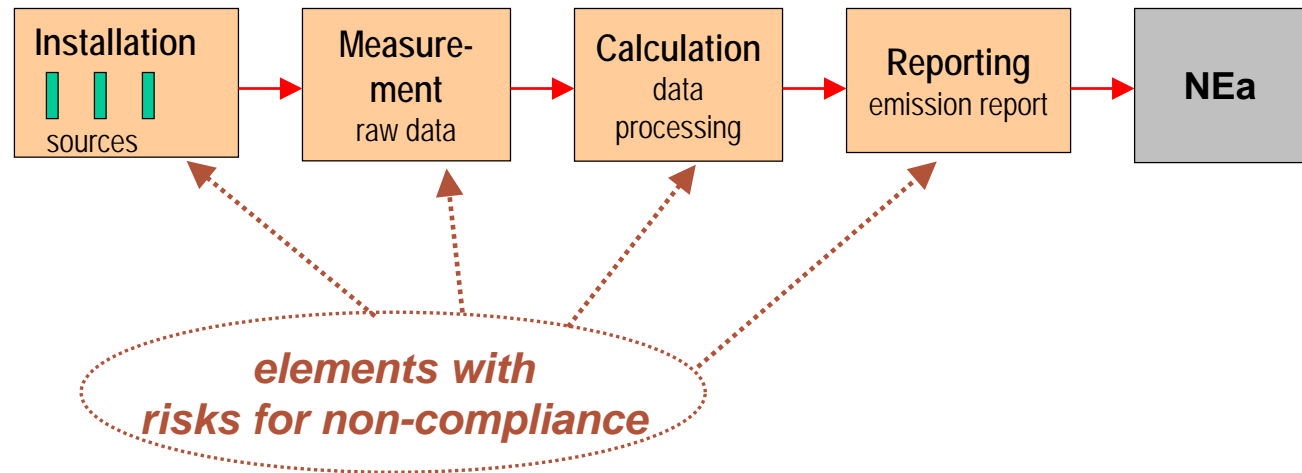 Installation
sources
Measure-
ment
raw data
Calculation
data
processing
Reporting
emission report
NEa
elements with
risks for non-compliance